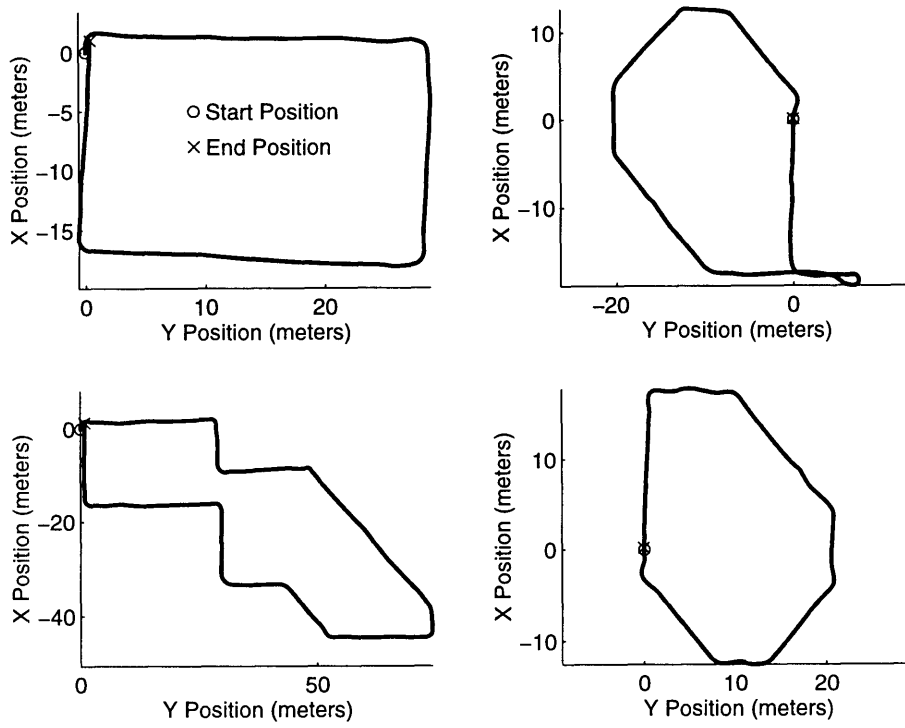 0
-5
-10
-15
X Position (meters)
Start Position
End Position
0
10
20
Y Position (meters)
10
0
-10
X Position (meters)
-20
0
Y Position (meters)
0
-20
-40
X Position (meters)
0
50
Y Position (meters)
10
0
-10
X Position (meters)
0
10
20
Y Position (meters)